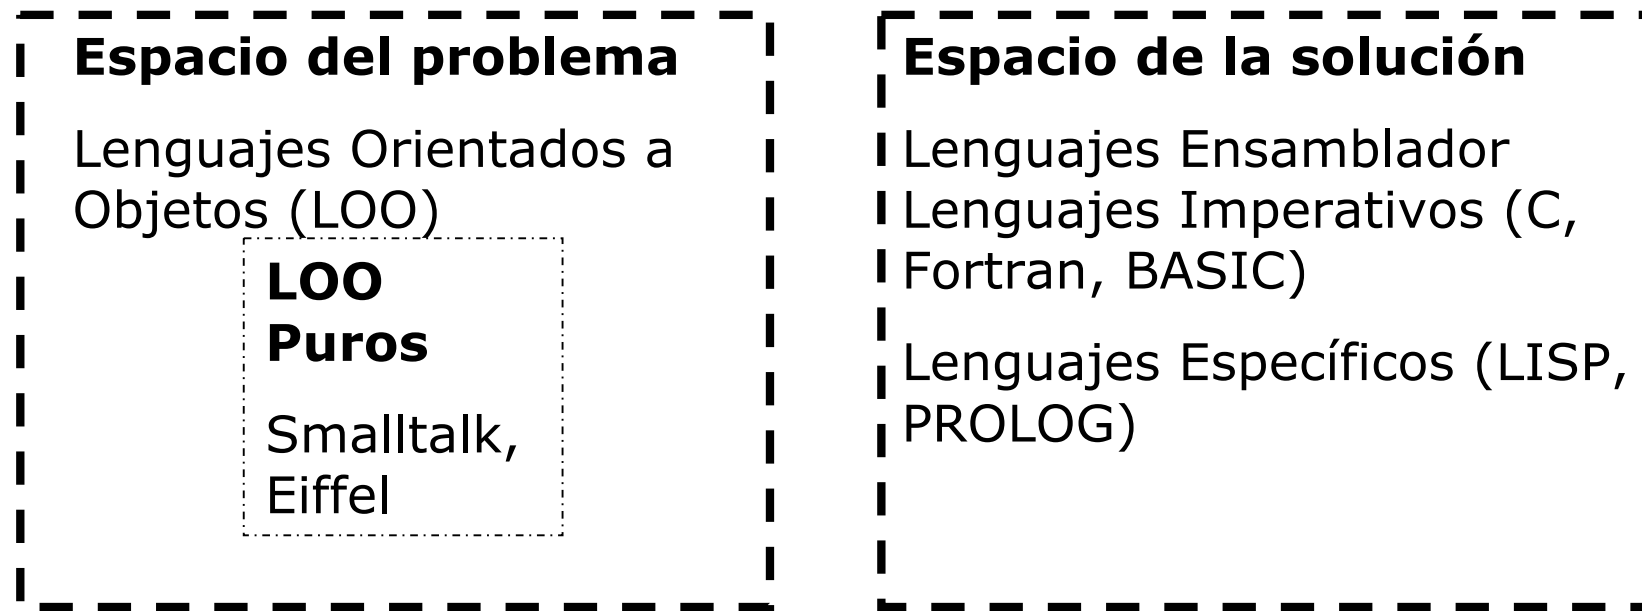 Espacio del problema
Lenguajes Orientados a
Objetos (LOO)
LOO
Puros
Smalltalk,
Eiffel
Espacio de la solución
Lenguajes Ensamblador
Lenguajes Imperativos (C,
Fortran, BASIC)
Lenguajes Específicos (LISP,
PROLOG)